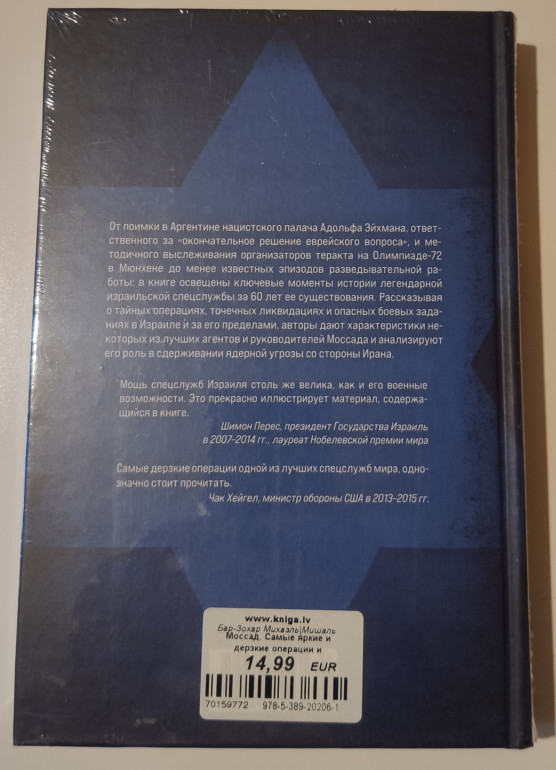 От поимки в Аргентине нацистского палача Адольфа Эйхмана, ответ-
ственного за «окончательное решение еврейского вопроса», и ме-
тодичного выслеживания организаторов теракта на Олимпиаде-72
в Мюнхене до менее известных эпизодов разведывательной ра-
боты: в книге освещены ключевые моменты истории легендарной
израильской спецслужбы за 60 лет ее существования. Рассказывая
о тайных операциях, точечных ликвидациях и опасных боевых зада-
ниях в Израиле и за его пределами, авторы дают характеристики не-
которых из лучших агентов и руководителей Моссада и анализируют
его роль в сдерживании ядерной угрозы со стороны Ирана.
Мощь спецслужб Израиля столь же велика, как и его военные
возможности. Это прекрасно иллюстрирует материал, содержа-
щийся в книге.
Шимон Перес, президент Государства Израиль
в 2007–2014 гг., лауреат Нобелевской премии мира
Самые дерзкие операции одной из лучших спецслужб мира, одно-
значно стоит прочитать.
Чак Хейгел, министр обороны США в 2013–2015 гг.
www.kniga.lv
Бар-Зохар Михаэль|Мишаль
Моссад. Самые яркие и
дерзкие операции и
14,99 EUR
70159772 978-5-389-20206-1